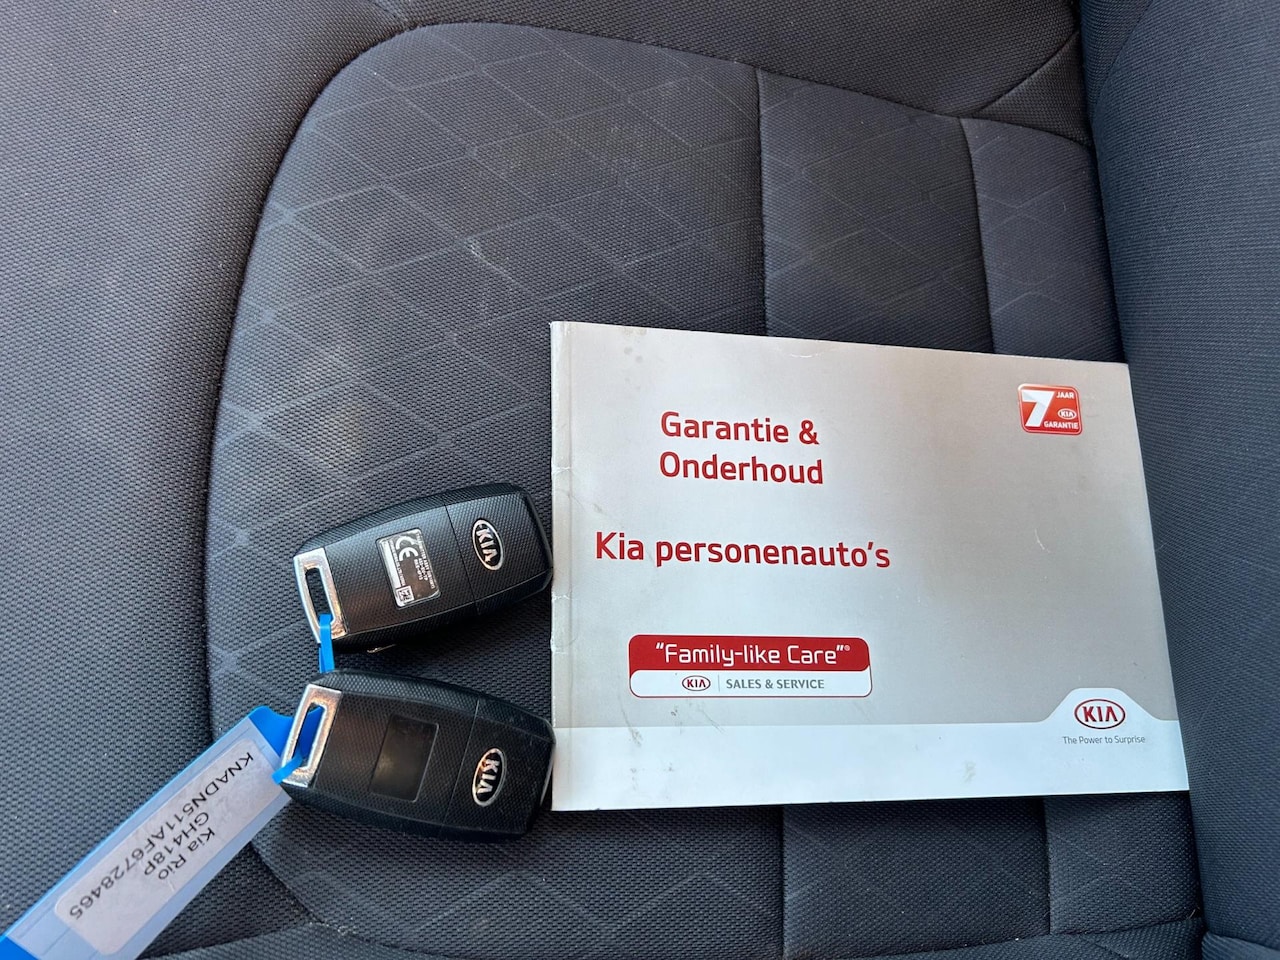 Garantie &
Onderhoud
7 JAAR
KIA
GARANTIE
Kia personenauto's
"Family-like Care"®
KIA SALES & SERVICE
KIA
The Power to Surprise
KIA
CE
KIA
Kia Rio
GH418P
KNADN511AF6728465